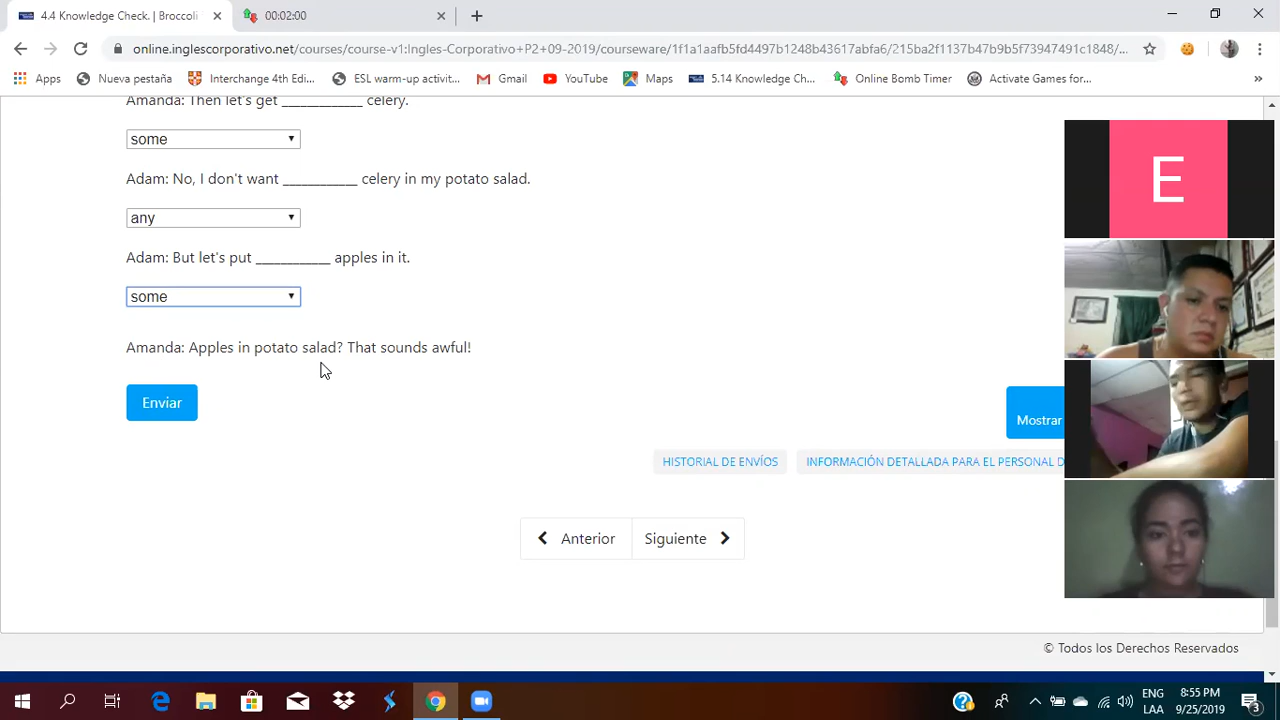 4.4 Knowledge Check. | Broccoli
00:02:00
online.inglescorporativo.net/courses/course-v1:Ingles-Corporativo+P2+09-2019/courseware/1f1a1aafb5fd4497b1248b43617abfa6/215ba2f1137b47b9b5f73947491c1848/...
Apps
Nueva pestaña
Interchange 4th Edi...
ESL warm-up activit...
Gmail
YouTube
Maps
5.14 Knowledge Ch...
Online Bomb Timer
Activate Games for...
»
Amanda: Then let's get ____________ celery.
some
Adam: No, I don't want ___________ celery in my potato salad.
any
Adam: But let's put ___________ apples in it.
some
Amanda: Apples in potato salad? That sounds awful!
Enviar
Mostrar
HISTORIAL DE ENVÍOS
INFORMACIÓN DETALLADA PARA EL PERSONAL D
Anterior
Siguiente
© Todos los Derechos Reservados
E
ENG
LAA
8:55 PM
9/25/2019
3